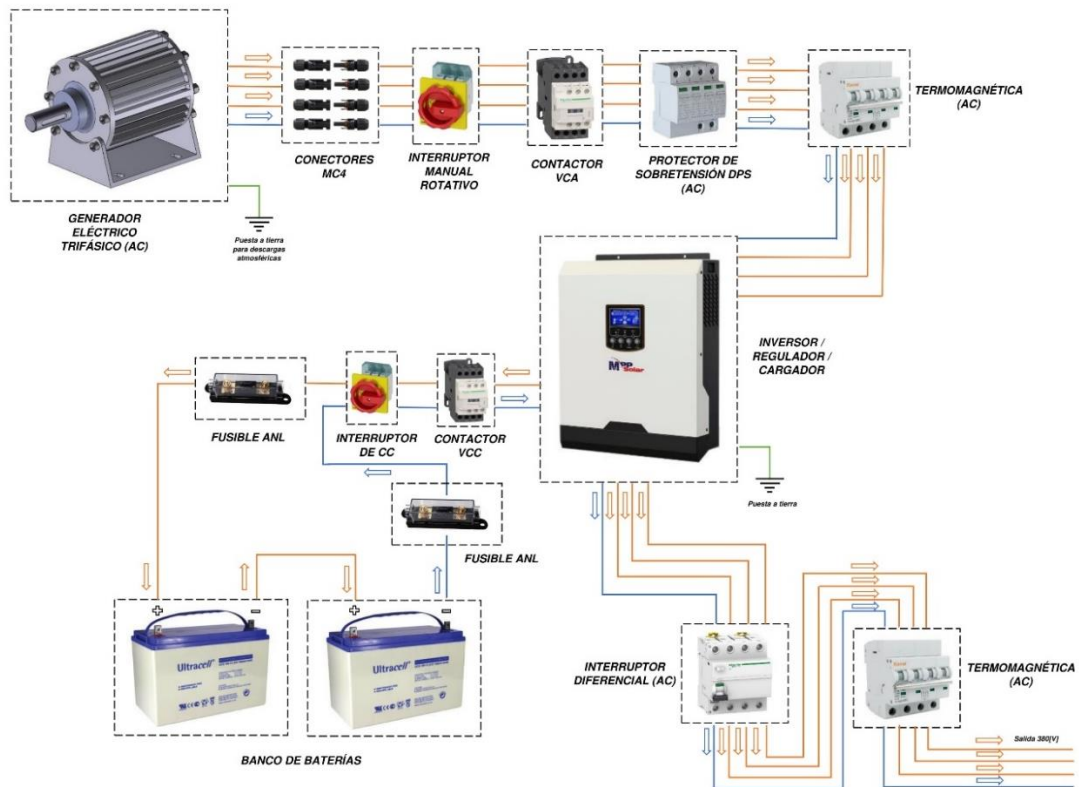 TERMOMAGNÉTICA
(AC)
CONECTORES
MC4
INTERRUPTOR
MANUAL
ROTATIVO
CONTACTOR
VCA
PROTECTOR DE
SOBRETENSIÓN DPS
(AC)
GENERADOR
ELÉCTRICO
TRIFÁSICO (AC)
Puesta a tierra
para descargas
atmosféricas
MPP
Solar
INVERSOR /
REGULADOR /
CARGADOR
FUSIBLE ANL
INTERRUPTOR
DE CC
CONTACTOR
VCC
Puesta a tierra
FUSIBLE ANL
+
-
+
-
Ultracell
Ultracell
INTERRUPTOR
DIFERENCIAL (AC)
TERMOMAGNÉTICA
(AC)
BANCO DE BATERÍAS
Salida 380[V]